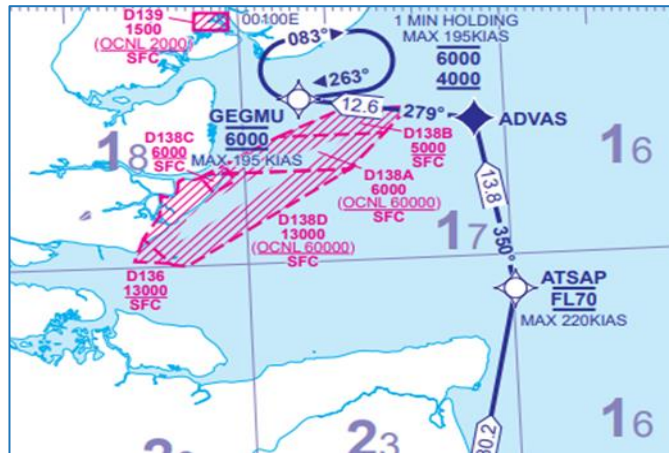 D139
1500
(OCNL 2000)
SFC
00100E
083°
263°
1 MIN HOLDING
MAX 195KIAS
6000
4000
12.6
279°
ADVAS
GEGMU
6000
MAX 195 KIAS
D138C
6000
SFC
18
D138B
5000
SFC
16
D138A
6000
(OCNL 60000)
SFC
13.8
350°
D138D
13000
(OCNL 60000)
SFC
17
D136
13000
SFC
ATSAP
FL70
MAX 220KIAS
16
23
30.2